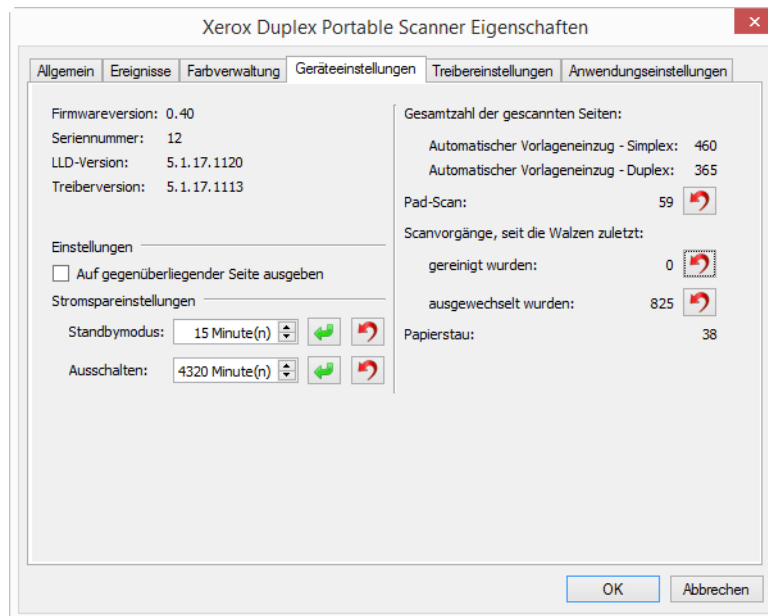 Xerox Duplex Portable Scanner Eigenschaften
Allgemein Ereignisse Farbverwaltung Geräteeinstellungen Treibereinstellungen Anwendungseinstellungen
Firmwareversion: 0.40
Seriennummer: 12
LLD-Version: 5.1.17.1120
Treiberversion: 5.1.17.1113
Einstellungen
Auf gegenüberliegender Seite ausgeben
Stromspareinstellungen
Standbymodus: 15 Minute(n)
Ausschalten: 4320 Minute(n)
Gesamtzahl der gescannten Seiten:
Automatischer Vorlageneinzug - Simplex: 460
Automatischer Vorlageneinzug - Duplex: 365
Pad-Scan: 59
Scanvorgänge, seit die Walzen zuletzt:
gereinigt wurden: 0
ausgewechselt wurden: 825
Papierstau: 38
OK Abbrechen